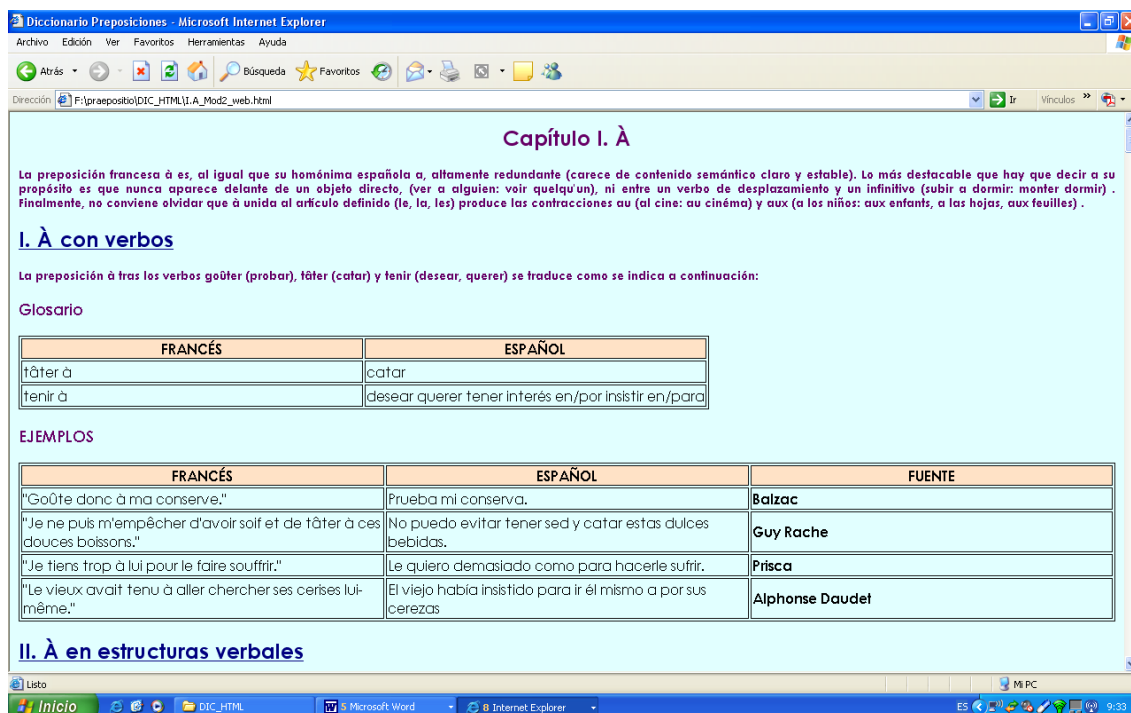 Diccionario Preposiciones - Microsoft Internet Explorer
Archivo Edición Ver Favoritos Herramientas Ayuda
Atrás Búsqueda Favoritos
Dirección F:\praepositio\DIC_HTML\I.A_Mod2_web.html Ir Vínculos »
Capítulo I. À
La preposición francesa à es, al igual que su homónima española a, altamente redundante (carece de contenido semántico claro y estable). Lo más destacable que hay que decir a su
propósito es que nunca aparece delante de un objeto directo, (ver a alguien: voir quelqu'un), ni entre un verbo de desplazamiento y un infinitivo (subir a dormir: monter dormir) .
Finalmente, no conviene olvidar que à unida al artículo definido (le, la, les) produce las contracciones au (al cine: au cinéma) y aux (a los niños: aux enfants, a las hojas, aux feuilles) .
I. À con verbos
La preposición à tras los verbos goûter (probar), tâter (catar) y tenir (desear, querer) se traduce como se indica a continuación:
Glosario
FRANCÉS ESPAÑOL
tâter à catar
tenir à desear querer tener interés en/por insistir en/para
EJEMPLOS
FRANCÉS ESPAÑOL FUENTE
"Goûte donc à ma conserve." Prueba mi conserva. Balzac
"Je ne puis m'empêcher d'avoir soif et de tâter à ces No puedo evitar tener sed y catar estas dulces Guy Rache
douces boissons." bebidas.
"Je tiens trop à lui pour le faire souffrir." Le quiero demasiado como para hacerle sufrir. Prisca
"Le vieux avait tenu à aller chercher ses cerises lui- El viejo había insistido para ir él mismo a por sus Alphonse Daudet
même." cerezas
II. À en estructuras verbales
Listo Mi PC
Inicio DIC_HTML 5 Microsoft Word 8 Internet Explorer ES 9:33